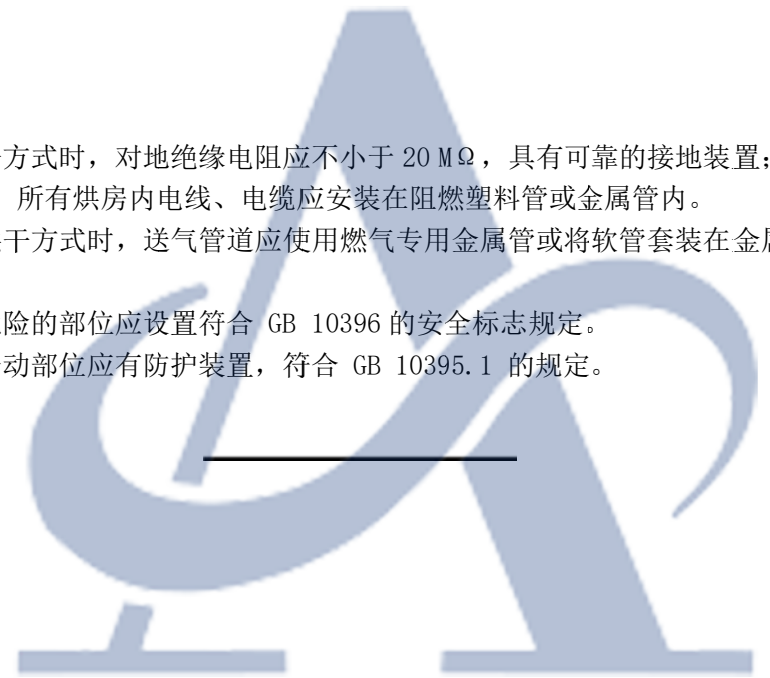 方式时，对地绝缘电阻应不小于 20 MΩ，具有可靠的接地装置；
所有烘房内电线、电缆应安装在阻燃塑料管或金属管内。
干方式时，送气管道应使用燃气专用金属管或将软管套装在金属
险的部位应设置符合 GB 10396 的安全标志规定。
动部位应有防护装置，符合 GB 10395.1 的规定。